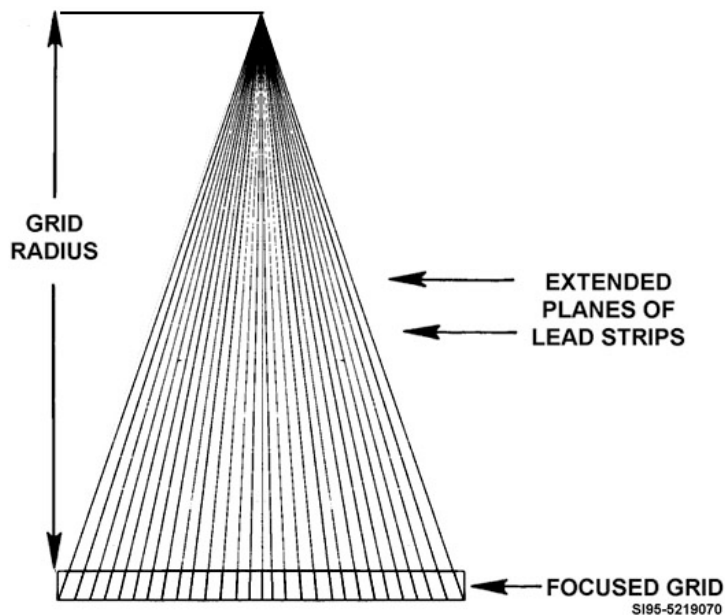 GRID
RADIUS
EXTENDED
PLANES OF
LEAD STRIPS
FOCUSED GRID
SI95-5219070